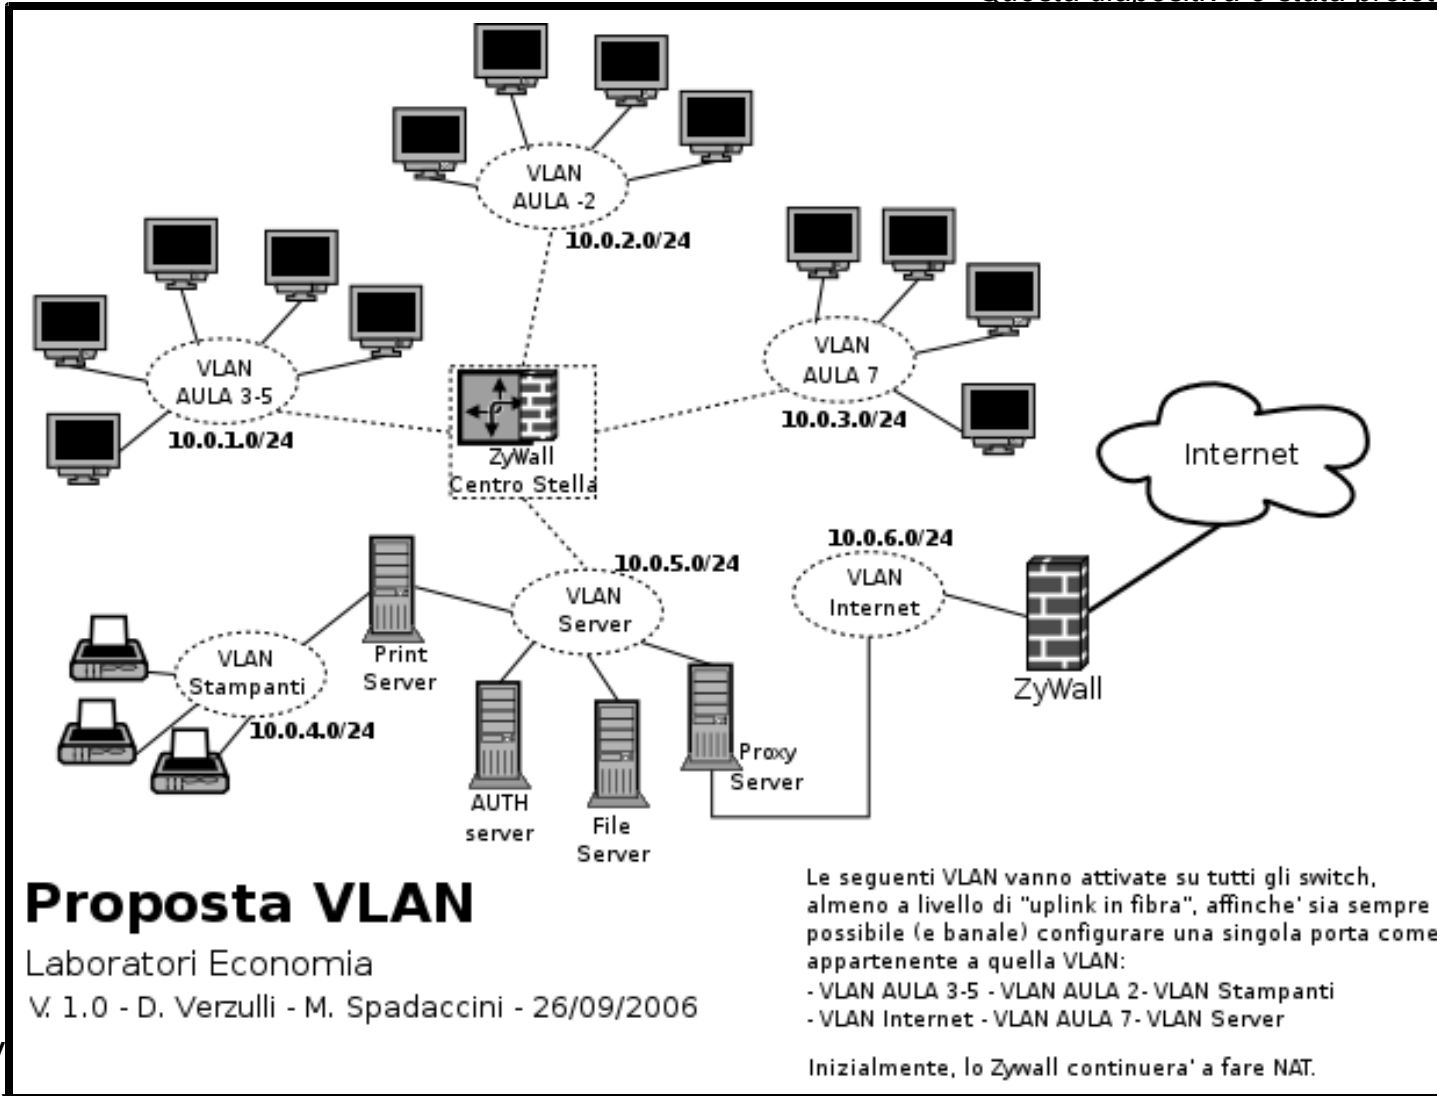 VLAN
AULA -2
10.0.2.0/24
VLAN
AULA 3-5
10.0.1.0/24
VLAN
AULA 7
10.0.3.0/24
ZyWall
Centro Stella
Internet
10.0.5.0/24
VLAN
Server
10.0.6.0/24
VLAN
Internet
ZyWall
Print
Server
VLAN
Stampanti
10.0.4.0/24
AUTH
server
File
Server
Proxy
Server
Proposta VLAN
Laboratori Economia
V. 1.0 - D. Verzulli - M. Spadaccini - 26/09/2006
Le seguenti VLAN vanno attivate su tutti gli switch,
almeno a livello di "uplink in fibra", affinche' sia sempre
possibile (e banale) configurare una singola porta come
appartenente a quella VLAN:
- VLAN AULA 3-5 - VLAN AULA 2- VLAN Stampanti
- VLAN Internet - VLAN AULA 7- VLAN Server
Inizialmente, lo Zywall continuera' a fare NAT.